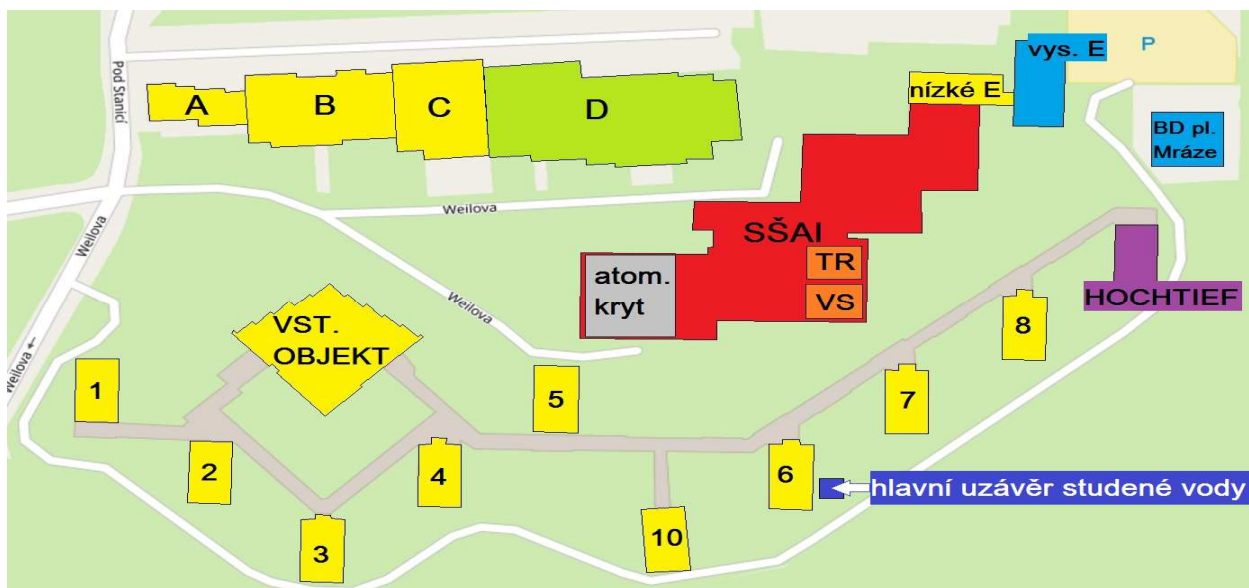 vys. E
P
Pod Stanicí
A
B
C
D
nízké E
BD pl.
Mráze
Weilova
Weilova
SŠAI
TR
VS
atom.
kryt
HOCHTIEF
Weilova
VST.
OBJEKT
8
Weilova ←
1
5
7
2
4
6
hlavní uzávěr studené vody
3
10